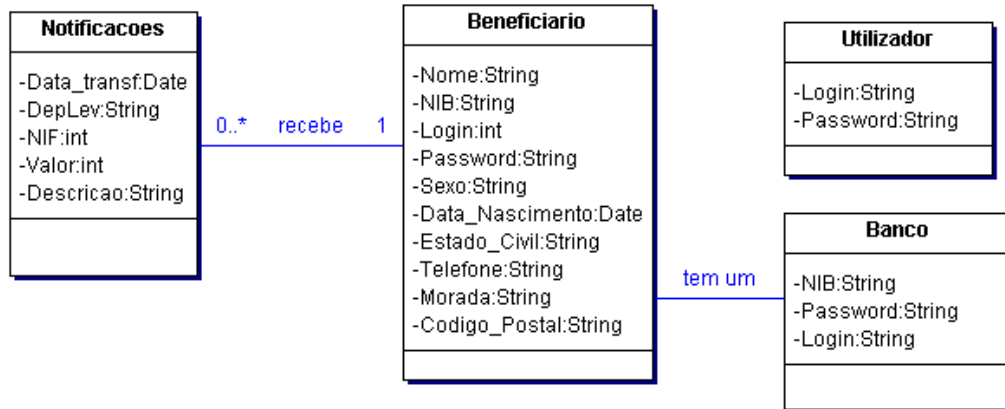 Notificacoes
-Data_transf:Date
-DepLev:String
-NIF:int
-Valor:int
-Descricao:String
0..* recebe 1
Beneficiario
-Nome:String
-NIB:String
-Login:int
-Password:String
-Sexo:String
-Data_Nascimento:Date
-Estado_Civil:String
-Telefone:String
-Morada:String
-Codigo_Postal:String
tem um
Utilizador
-Login:String
-Password:String
Banco
-NIB:String
-Password:String
-Login:String